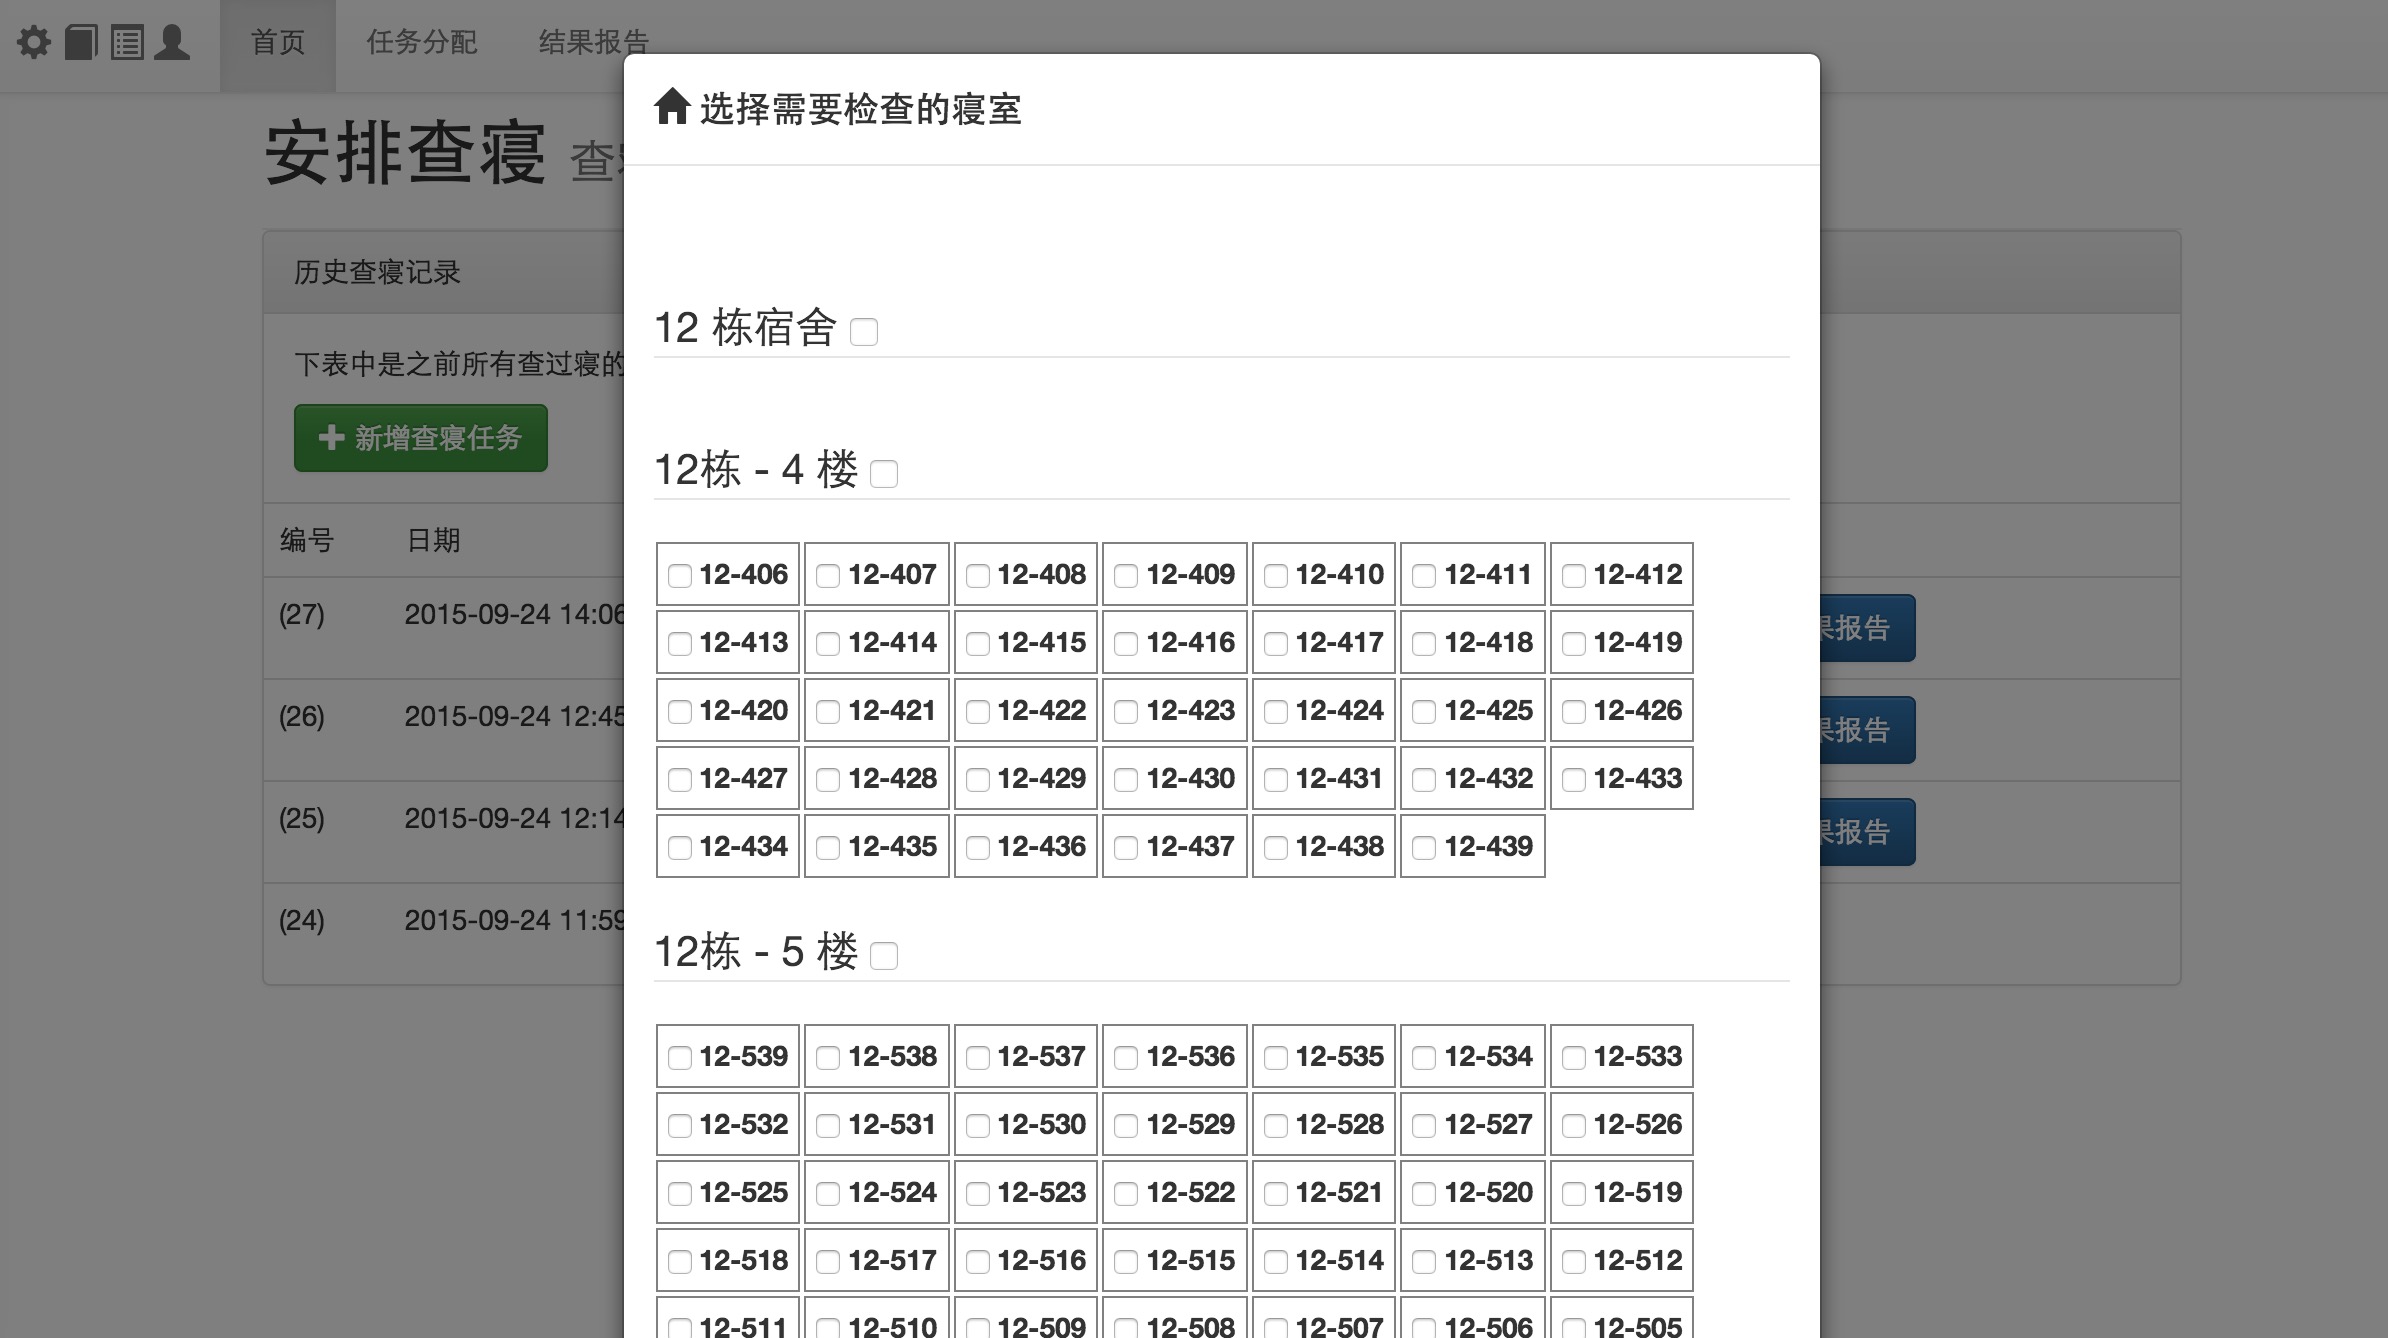 首页 任务分配 结果报告
选择需要检查的寝室
安排查寝 查
历史查寝记录
12 栋宿舍
下表中是之前所有查过寝的
新增查寝任务
12栋 - 4 楼
编号 日期
12-406 12-407 12-408 12-409 12-410 12-411 12-412
(27) 2015-09-24 14:06 果报告
12-413 12-414 12-415 12-416 12-417 12-418 12-419
(26) 2015-09-24 12:45 果报告
12-420 12-421 12-422 12-423 12-424 12-425 12-426
12-427 12-428 12-429 12-430 12-431 12-432 12-433
(25) 2015-09-24 12:14 果报告
12-434 12-435 12-436 12-437 12-438 12-439
(24) 2015-09-24 11:59
12栋 - 5 楼
12-539 12-538 12-537 12-536 12-535 12-534 12-533
12-532 12-531 12-530 12-529 12-528 12-527 12-526
12-525 12-524 12-523 12-522 12-521 12-520 12-519
12-518 12-517 12-516 12-515 12-514 12-513 12-512
12-511 12-510 12-509 12-508 12-507 12-506 12-505